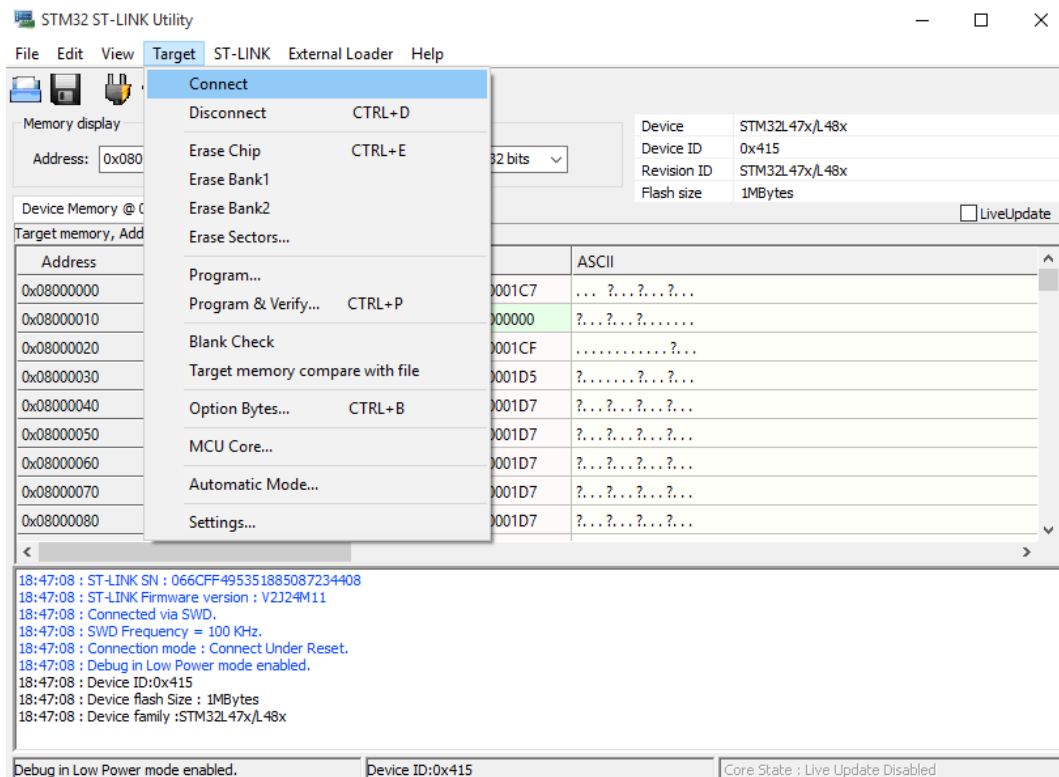 STM32 ST-LINK Utility
File Edit View Target ST-LINK External Loader Help
Connect
Disconnect CTRL+D
Erase Chip CTRL+E
Erase Bank1
Erase Bank2
Erase Sectors...
Program...
Program & Verify... CTRL+P
Blank Check
Target memory compare with file
Option Bytes... CTRL+B
MCU Core...
Automatic Mode...
Settings...
Memory display
Address: 0x080 32 bits
Device STM32L47x/L48x
Device ID 0x415
Revision ID STM32L47x/L48x
Flash size 1MBytes
Device Memory @ 0 LiveUpdate
Target memory, Add
Address ASCII
0x08000000 0001C7 ... ?...?...?...
0x08000010 000000 ?...?...?.......
0x08000020 0001CF ............?...
0x08000030 0001D5 ?.......?...?...
0x08000040 0001D7 ?...?...?...?...
0x08000050 0001D7 ?...?...?...?...
0x08000060 0001D7 ?...?...?...?...
0x08000070 0001D7 ?...?...?...?...
0x08000080 0001D7 ?...?...?...?...
18:47:08 : ST-LINK SN : 066CFF495351885087234408
18:47:08 : ST-LINK Firmware version : V2J24M11
18:47:08 : Connected via SWD.
18:47:08 : SWD Frequency = 100 KHz.
18:47:08 : Connection mode : Connect Under Reset.
18:47:08 : Debug in Low Power mode enabled.
18:47:08 : Device ID:0x415
18:47:08 : Device flash Size : 1MBytes
18:47:08 : Device family :STM32L47x/L48x
Debug in Low Power mode enabled. Device ID:0x415 Core State : Live Update Disabled